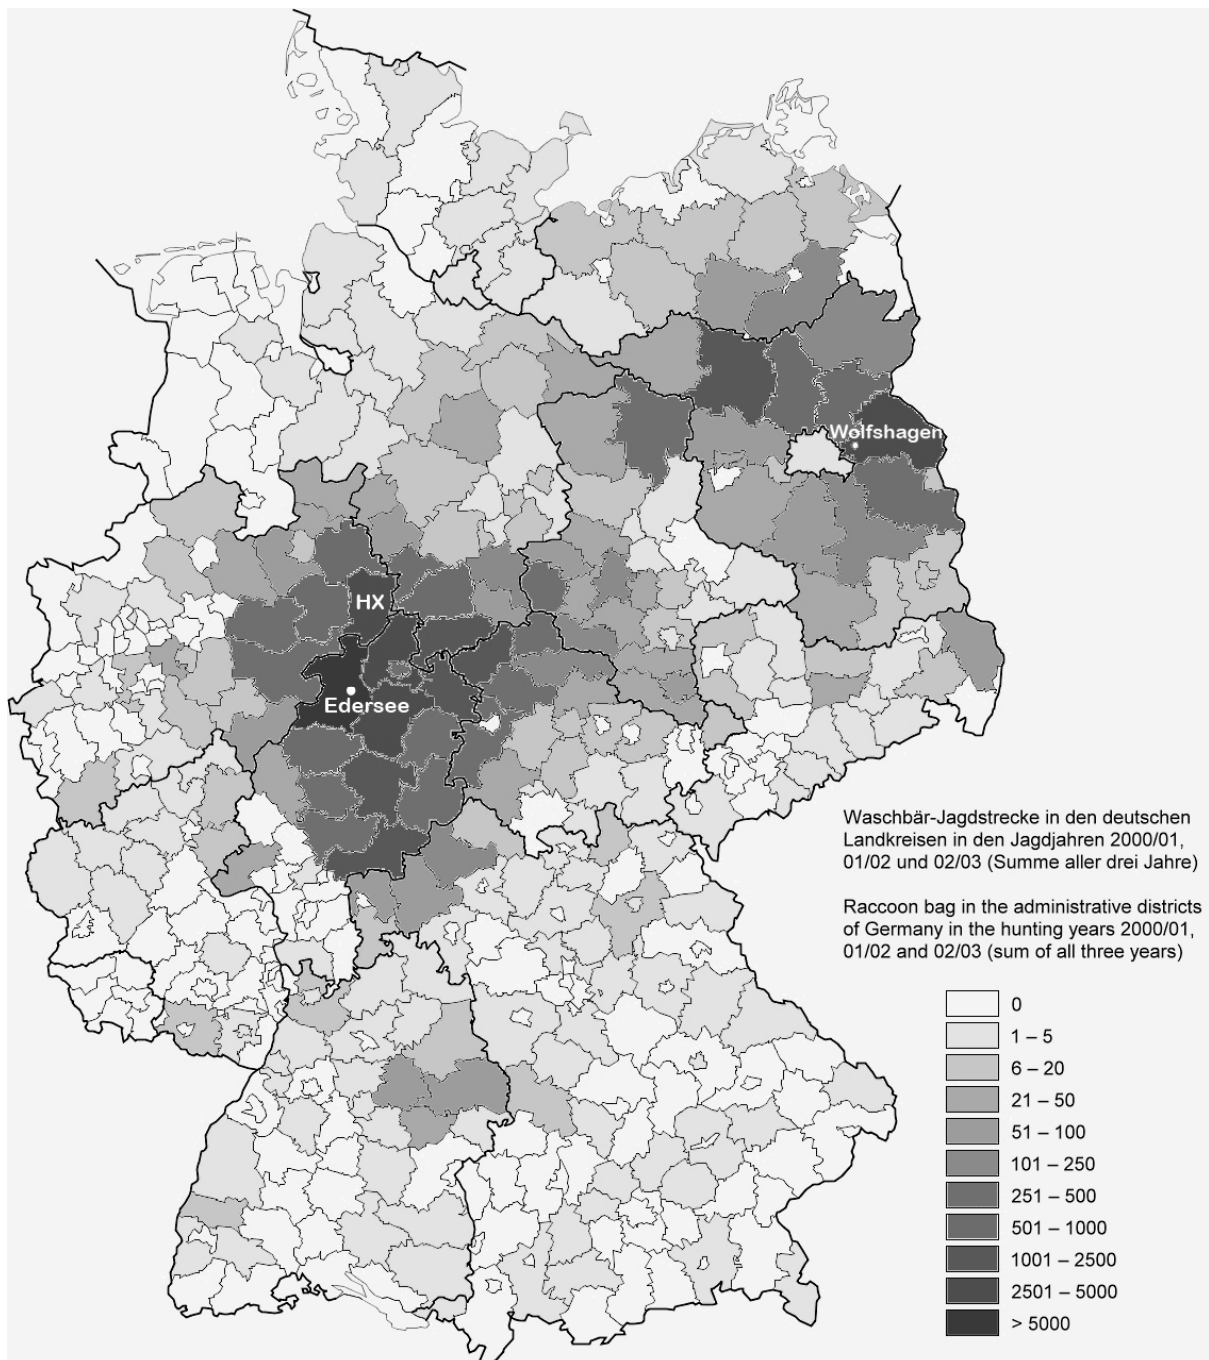 Wolfshagen
HX
Edersee
Waschbär-Jagdstrecke in den deutschen
Landkreisen in den Jagdjahren 2000/01,
01/02 und 02/03 (Summe aller drei Jahre)
Raccoon bag in the administrative districts
of Germany in the hunting years 2000/01,
01/02 and 02/03 (sum of all three years)
0
1 – 5
6 – 20
21 – 50
51 – 100
101 – 250
251 – 500
501 – 1000
1001 – 2500
2501 – 5000
> 5000